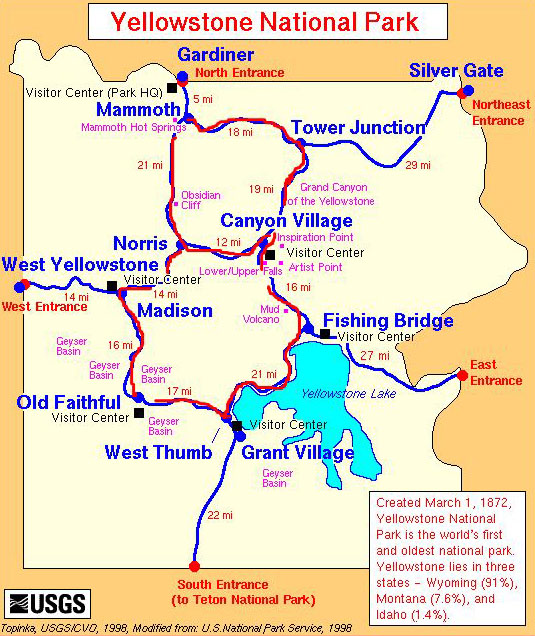 Yellowstone National Park
Gardiner
North Entrance
Silver Gate
Visitor Center (Park HQ)
5 mi
Northeast
Entrance
Mammoth
Mammoth Hot Springs
18 mi
Tower Junction
21 mi
29 mi
19 mi
Grand Canyon
of the Yellowstone
Obsidian
Cliff
Canyon Village
Norris
12 mi
Inspiration Point
Visitor Center
West Yellowstone
Lower/Upper Falls
Artist Point
Visitor Center
14 mi
14 mi
16 mi
West Entrance
Madison
Mud
Volcano
Fishing Bridge
Visitor Center
16 mi
Geyser
Basin
27 mi
Geyser
Basin
Geyser
Basin
East
Entrance
21 mi
17 mi
Yellowstone Lake
Old Faithful
Visitor Center
Geyser
Basin
Visitor Center
West Thumb
Grant Village
Geyser
Basin
22 mi
Created March 1, 1872,
Yellowstone National
Park is the world's first
and oldest national park.
Yellowstone lies in three
states - Wyoming (91%),
Montana (7.6%), and
Idaho (1.4%).
South Entrance
(to Teton National Park)
USGS
Topinka, USGS/CVO, 1998, Modified from: U.S.National Park Service, 1998